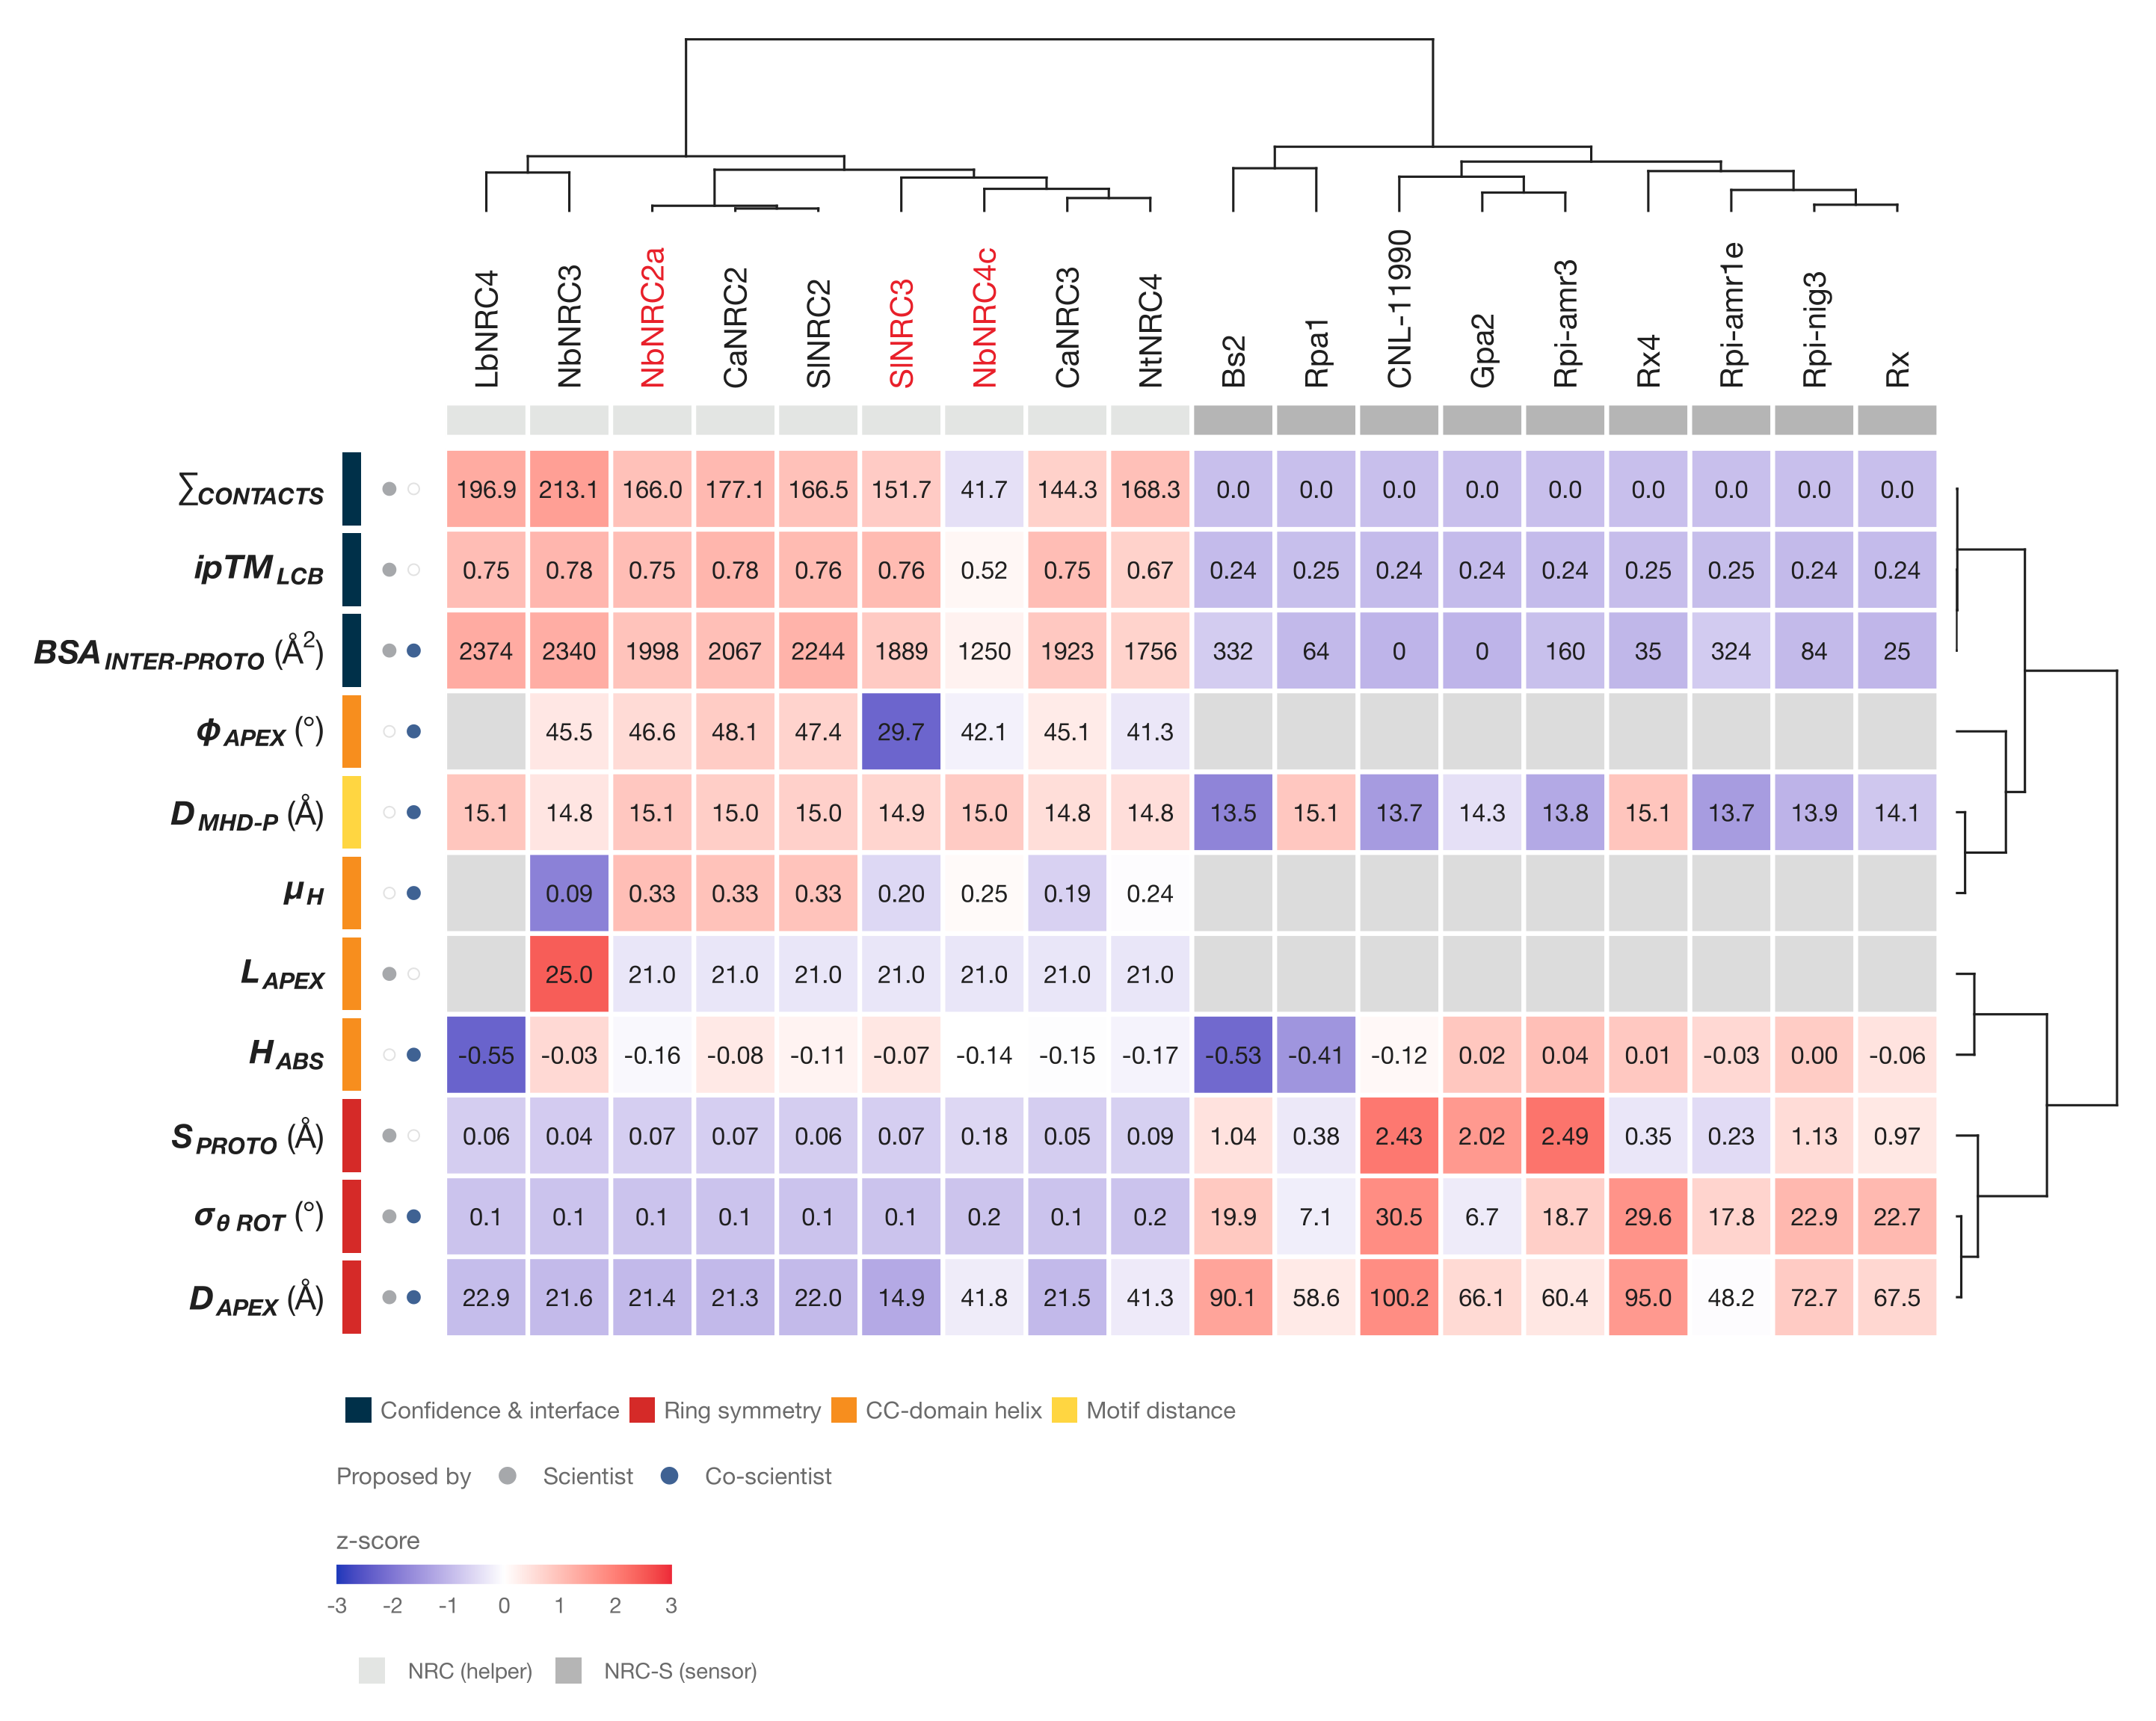 LbNRC4 NbNRC3 NbNRC2a CaNRC2 SlNRC2 SlNRC3 NbNRC4c CaNRC3 NtNRC4 Bs2 Rpa1 CNL-11990 Gpa2 Rpi-amr3 Rx4 Rpi-amr1e Rpi-nig3 Rx
∑CONTACTS 196.9 213.1 166.0 177.1 166.5 151.7 41.7 144.3 168.3 0.0 0.0 0.0 0.0 0.0 0.0 0.0 0.0 0.0
ipTM LCB 0.75 0.78 0.75 0.78 0.76 0.76 0.52 0.75 0.67 0.24 0.25 0.24 0.24 0.24 0.25 0.25 0.24 0.24
BSA INTER-PROTO (Å2) 2374 2340 1998 2067 2244 1889 1250 1923 1756 332 64 0 0 160 35 324 84 25
ϕ APEX (°) 45.5 46.6 48.1 47.4 29.7 42.1 45.1 41.3
D MHD-P (Å) 15.1 14.8 15.1 15.0 15.0 14.9 15.0 14.8 14.8 13.5 15.1 13.7 14.3 13.8 15.1 13.7 13.9 14.1
μ H 0.09 0.33 0.33 0.33 0.20 0.25 0.19 0.24
L APEX 25.0 21.0 21.0 21.0 21.0 21.0 21.0 21.0
H ABS -0.55 -0.03 -0.16 -0.08 -0.11 -0.07 -0.14 -0.15 -0.17 -0.53 -0.41 -0.12 0.02 0.04 0.01 -0.03 0.00 -0.06
S PROTO (Å) 0.06 0.04 0.07 0.07 0.06 0.07 0.18 0.05 0.09 1.04 0.38 2.43 2.02 2.49 0.35 0.23 1.13 0.97
σ θ ROT (°) 0.1 0.1 0.1 0.1 0.1 0.1 0.2 0.1 0.2 19.9 7.1 30.5 6.7 18.7 29.6 17.8 22.9 22.7
D APEX (Å) 22.9 21.6 21.4 21.3 22.0 14.9 41.8 21.5 41.3 90.1 58.6 100.2 66.1 60.4 95.0 48.2 72.7 67.5
Confidence & interface Ring symmetry CC-domain helix Motif distance
Proposed by Scientist Co-scientist
z-score
-3 -2 -1 0 1 2 3
NRC (helper) NRC-S (sensor)